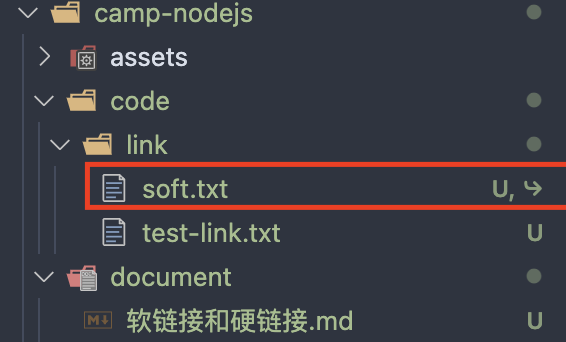 camp-nodejs
assets
code
link
soft.txt U, ↪
test-link.txt U
document
软链接和硬链接.md U